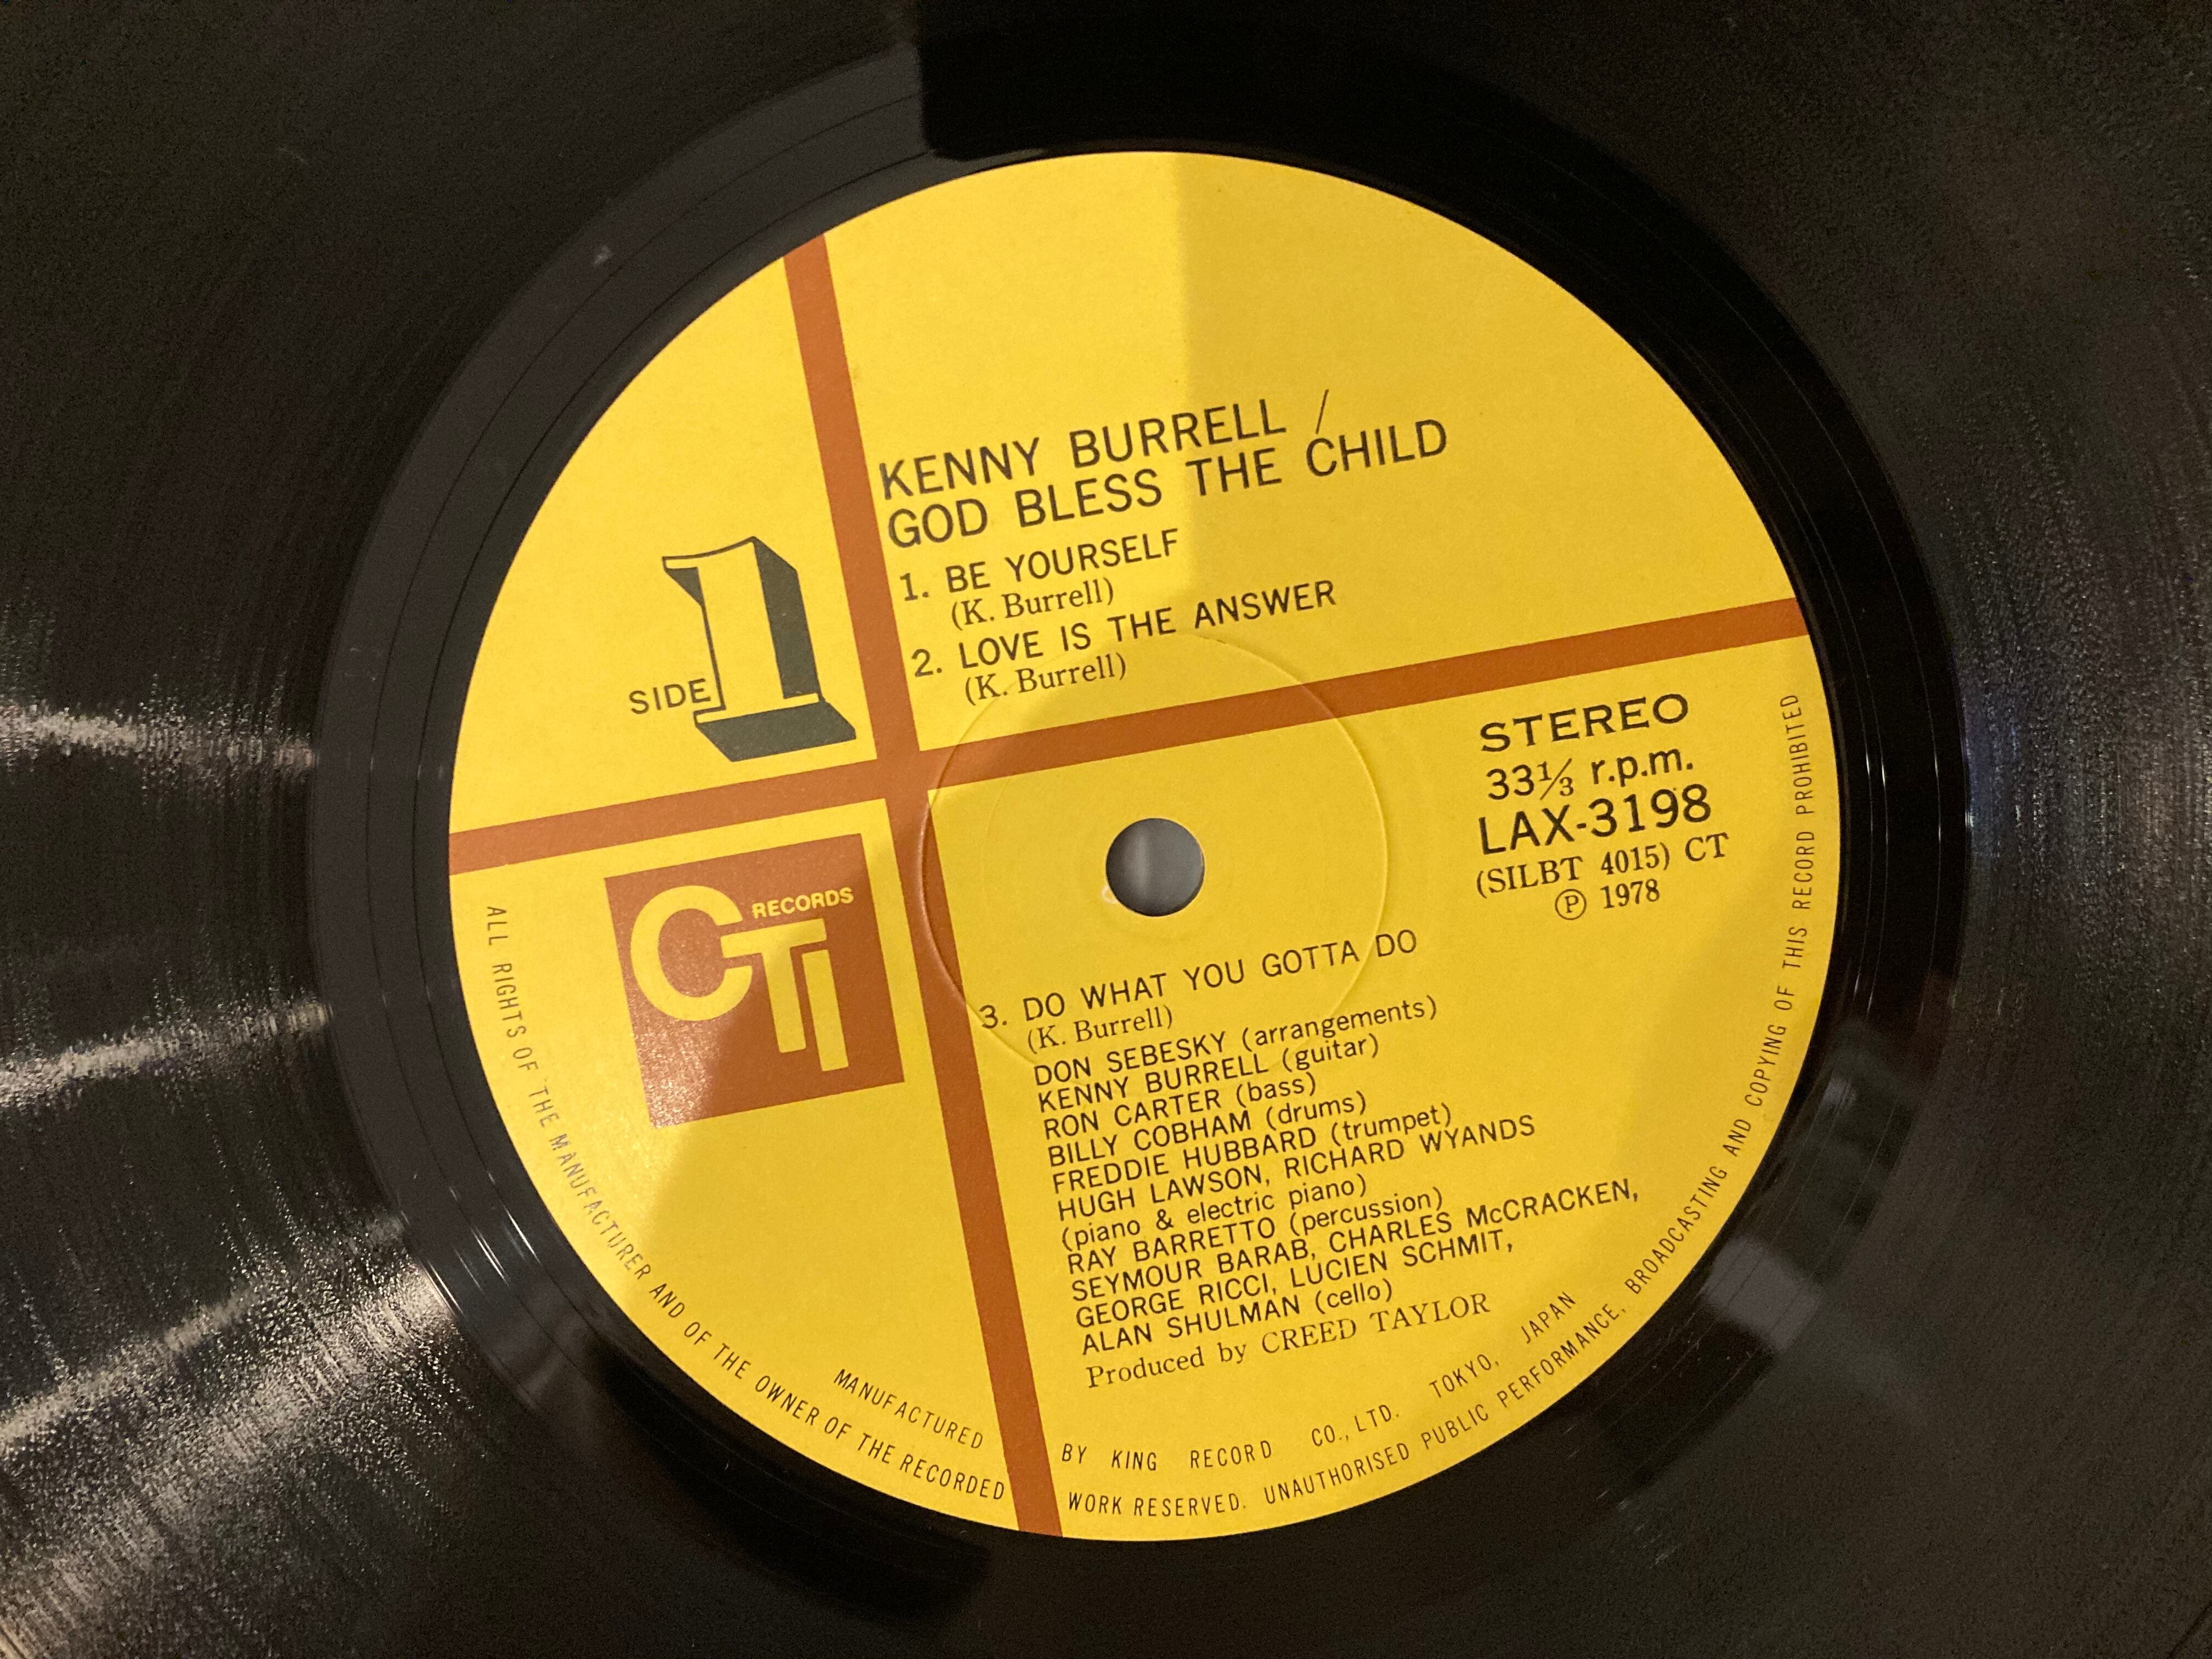 KENNY BURRELL /
GOD BLESS THE CHILD
1. BE YOURSELF
(K. Burrell)
2. LOVE IS THE ANSWER
(K. Burrell)
SIDE 1
STEREO
33⅓ r.p.m.
LAX-3198
(SILBT 4015) CT
Ⓟ 1978
CTI RECORDS
3. DO WHAT YOU GOTTA DO
(K. Burrell)
DON SEBESKY (arrangements)
KENNY BURRELL (guitar)
RON CARTER (bass)
BILLY COBHAM (drums)
FREDDIE HUBBARD (trumpet)
HUGH LAWSON, RICHARD WYANDS
(piano & electric piano)
RAY BARRETTO (percussion)
SEYMOUR BARAB, CHARLES McCRACKEN,
GEORGE RICCI, LUCIEN SCHMIT,
ALAN SHULMAN (cello)
Produced by CREED TAYLOR
MANUFACTURED BY KING RECORD CO., LTD. TOKYO, JAPAN
ALL RIGHTS OF THE MANUFACTURER AND OF THE OWNER OF THE RECORDED WORK RESERVED. UNAUTHORISED PUBLIC PERFORMANCE, BROADCASTING AND COPYING OF THIS RECORD PROHIBITED